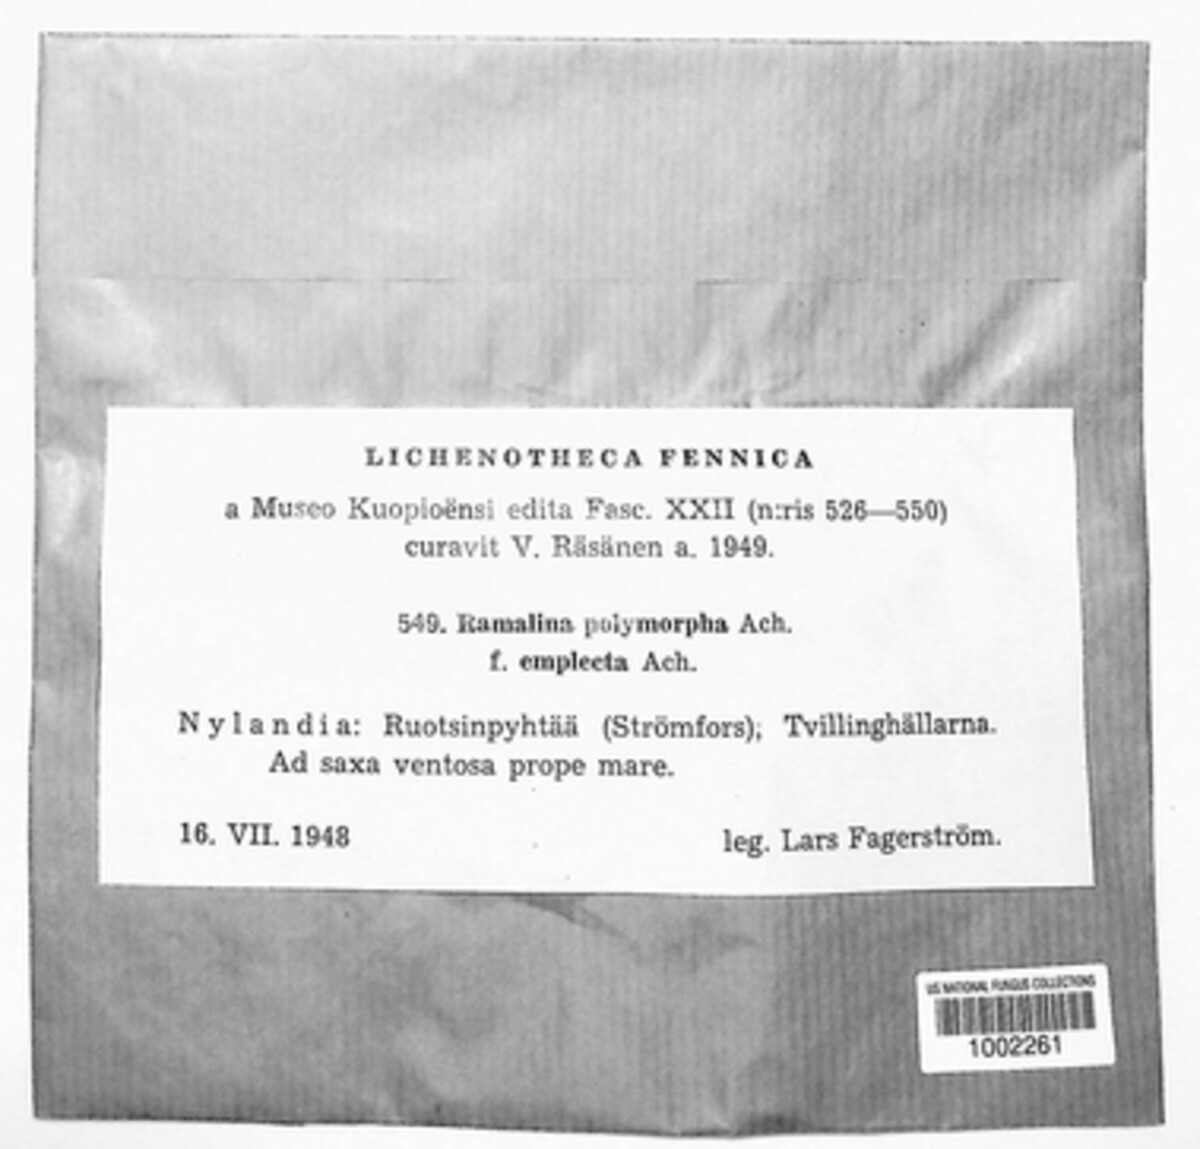 LICHENOTHECA FENNICA
a Museo Kuopioënsi edita Fasc. XXII (n:ris 526—550)
curavit V. Räsänen a. 1949.
549. Ramalina polymorpha Ach.
f. emplecta Ach.
Nylandia: Ruotsinpyhtää (Strömfors); Tvillinghällarna.
Ad saxa ventosa prope mare.
16. VII. 1948
leg. Lars Fagerström.
US NATIONAL FUNGUS COLLECTIONS
1002261